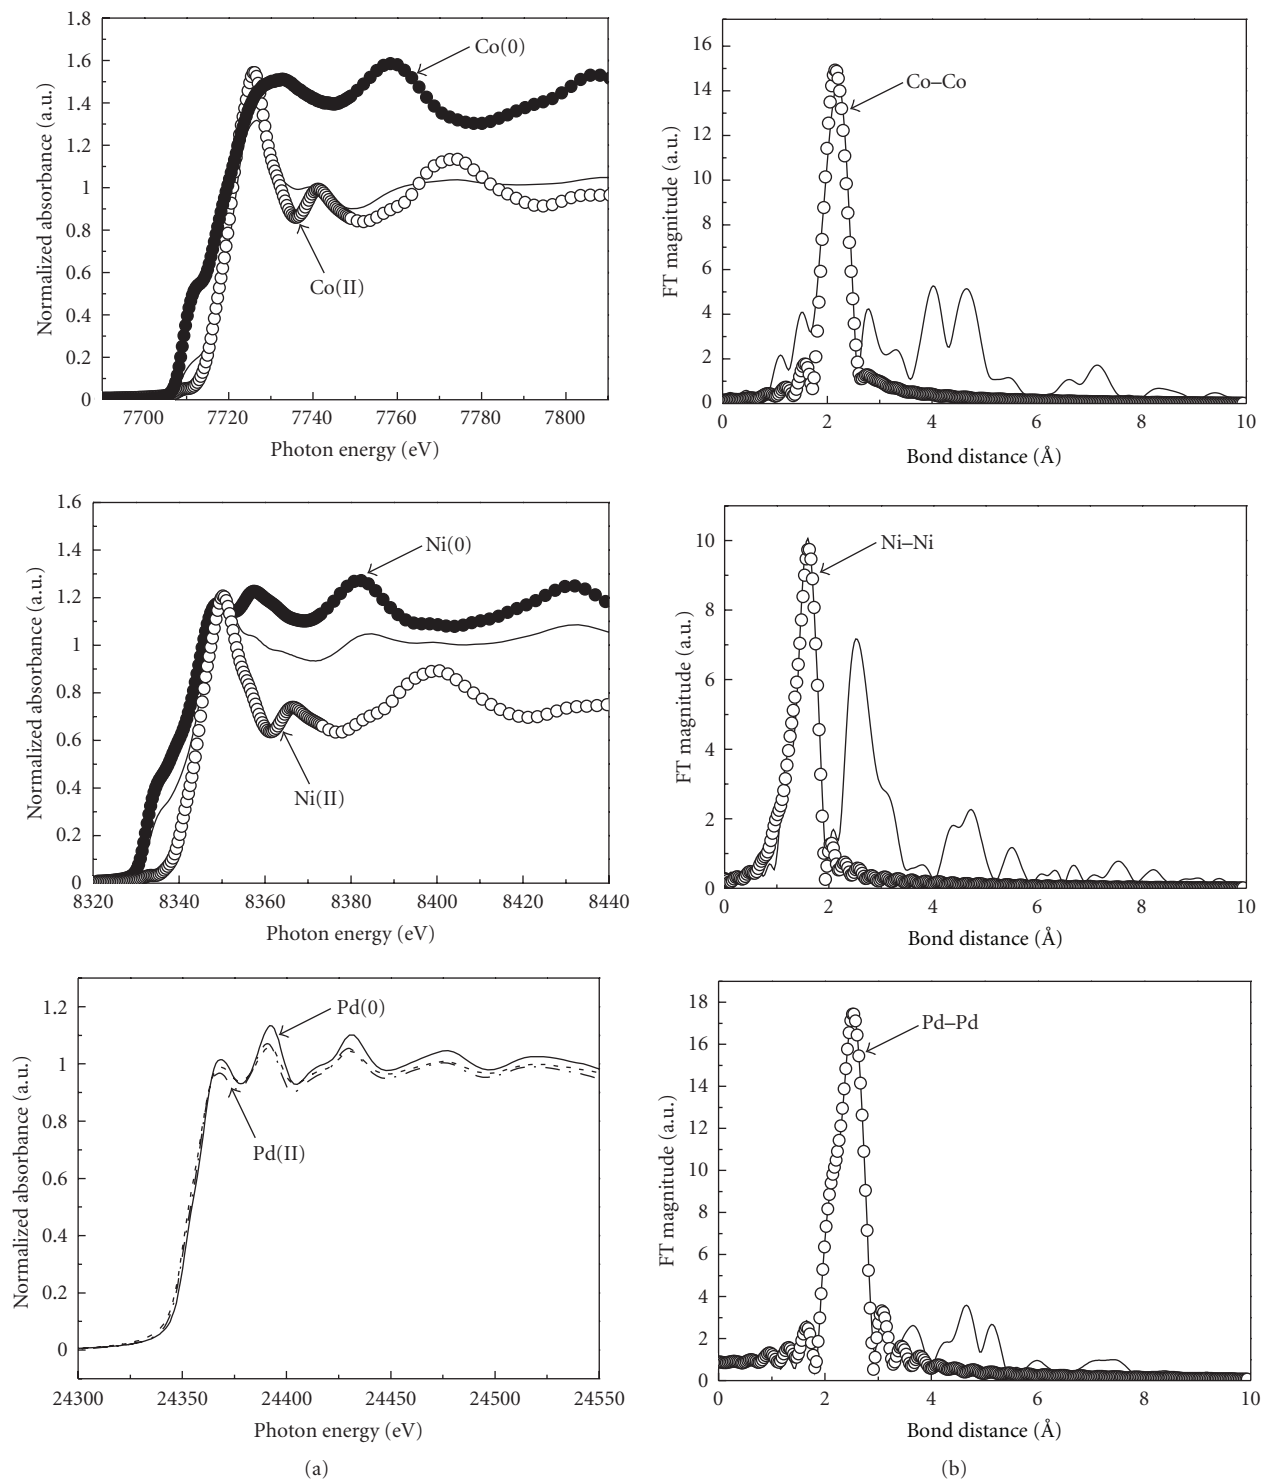 1.8
1.6
1.4
1.2
1
0.8
0.6
0.4
0.2
0
Normalized absorbance (a.u.)
Co(0)
Co(II)
7700 7720 7740 7760 7780 7800
Photon energy (eV)
16
14
12
10
8
6
4
2
0
FT magnitude (a.u.)
Co–Co
0 2 4 6 8 10
Bond distance (Å)
1.6
1.4
1.2
1
0.8
0.6
0.4
0.2
0
Normalized absorbance (a.u.)
Ni(0)
Ni(II)
8320 8340 8360 8380 8400 8420 8440
Photon energy (eV)
10
8
6
4
2
0
FT magnitude (a.u.)
Ni–Ni
0 2 4 6 8 10
Bond distance (Å)
1.2
1
0.8
0.6
0.4
0.2
0
Normalized absorbance (a.u.)
Pd(0)
Pd(II)
24300 24350 24400 24450 24500 24550
Photon energy (eV)
(a)
18
16
14
12
10
8
6
4
2
0
FT magnitude (a.u.)
Pd–Pd
0 2 4 6 8 10
Bond distance (Å)
(b)